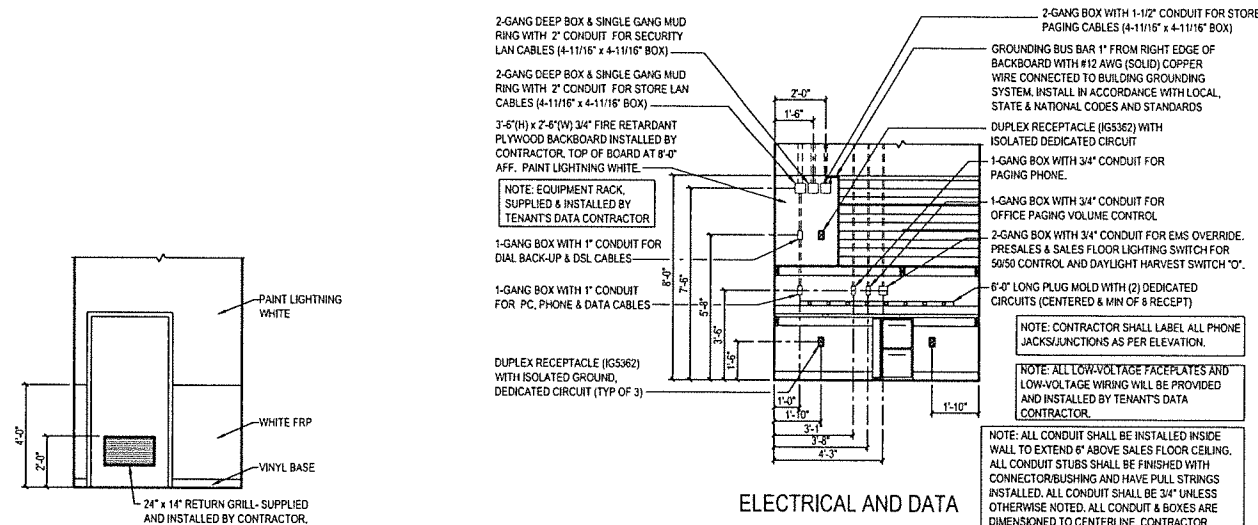 PAINT LIGHTNING
WHITE
WHITE FRP
VINYL BASE
4'-0"
2'-0"
24" x 14" RETURN GRILL- SUPPLIED
AND INSTALLED BY CONTRACTOR,
2-GANG DEEP BOX & SINGLE GANG MUD
RING WITH 2" CONDUIT FOR SECURITY
LAN CABLES (4-11/16" x 4-11/16" BOX)
2-GANG DEEP BOX & SINGLE GANG MUD
RING WITH 2" CONDUIT FOR STORE LAN
CABLES (4-11/16" x 4-11/16" BOX)
3'-6"(H) x 2'-6"(W) 3/4" FIRE RETARDANT
PLYWOOD BACKBOARD INSTALLED BY
CONTRACTOR. TOP OF BOARD AT 8'-0"
AFF. PAINT LIGHTNING WHITE.
NOTE: EQUIPMENT RACK,
SUPPLIED & INSTALLED BY
TENANT'S DATA CONTRACTOR
1-GANG BOX WITH 1" CONDUIT FOR
DIAL BACK-UP & DSL CABLES
1-GANG BOX WITH 1" CONDUIT
FOR PC, PHONE & DATA CABLES
DUPLEX RECEPTACLE (IG5362)
WITH ISOLATED GROUND,
DEDICATED CIRCUIT (TYP OF 3)
2'-0"
1'-6"
8'-0"
7'-6"
5'-8"
3'-6"
1'-6"
1'-0"
1'-10"
3'-1"
3'-8"
4'-3"
1'-10"
2-GANG BOX WITH 1-1/2" CONDUIT FOR STORE
PAGING CABLES (4-11/16" x 4-11/16" BOX)
GROUNDING BUS BAR 1" FROM RIGHT EDGE OF
BACKBOARD WITH #12 AWG (SOLID) COPPER
WIRE CONNECTED TO BUILDING GROUNDING
SYSTEM. INSTALL IN ACCORDANCE WITH LOCAL,
STATE & NATIONAL CODES AND STANDARDS
DUPLEX RECEPTACLE (IG5362) WITH
ISOLATED DEDICATED CIRCUIT
1-GANG BOX WITH 3/4" CONDUIT FOR
PAGING PHONE.
1-GANG BOX WITH 3/4" CONDUIT FOR
OFFICE PAGING VOLUME CONTROL
2-GANG BOX WITH 3/4" CONDUIT FOR EMS OVERRIDE.
PRESALES & SALES FLOOR LIGHTING SWITCH FOR
50/50 CONTROL AND DAYLIGHT HARVEST SWITCH "O".
6'-0" LONG PLUG MOLD WITH (2) DEDICATED
CIRCUITS (CENTERED & MIN OF 8 RECEPT)
NOTE: CONTRACTOR SHALL LABEL ALL PHONE
JACKS/JUNCTIONS AS PER ELEVATION.
NOTE: ALL LOW-VOLTAGE FACEPLATES AND
LOW-VOLTAGE WIRING WILL BE PROVIDED
AND INSTALLED BY TENANT'S DATA
CONTRACTOR.
NOTE: ALL CONDUIT SHALL BE INSTALLED INSIDE
WALL TO EXTEND 6" ABOVE SALES FLOOR CEILING.
ALL CONDUIT STUBS SHALL BE FINISHED WITH
CONNECTOR/BUSHING AND HAVE PULL STRINGS
INSTALLED. ALL CONDUIT SHALL BE 3/4" UNLESS
OTHERWISE NOTED. ALL CONDUIT & BOXES ARE
DIMENSIONED TO CENTERLINE. CONTRACTOR
ELECTRICAL AND DATA